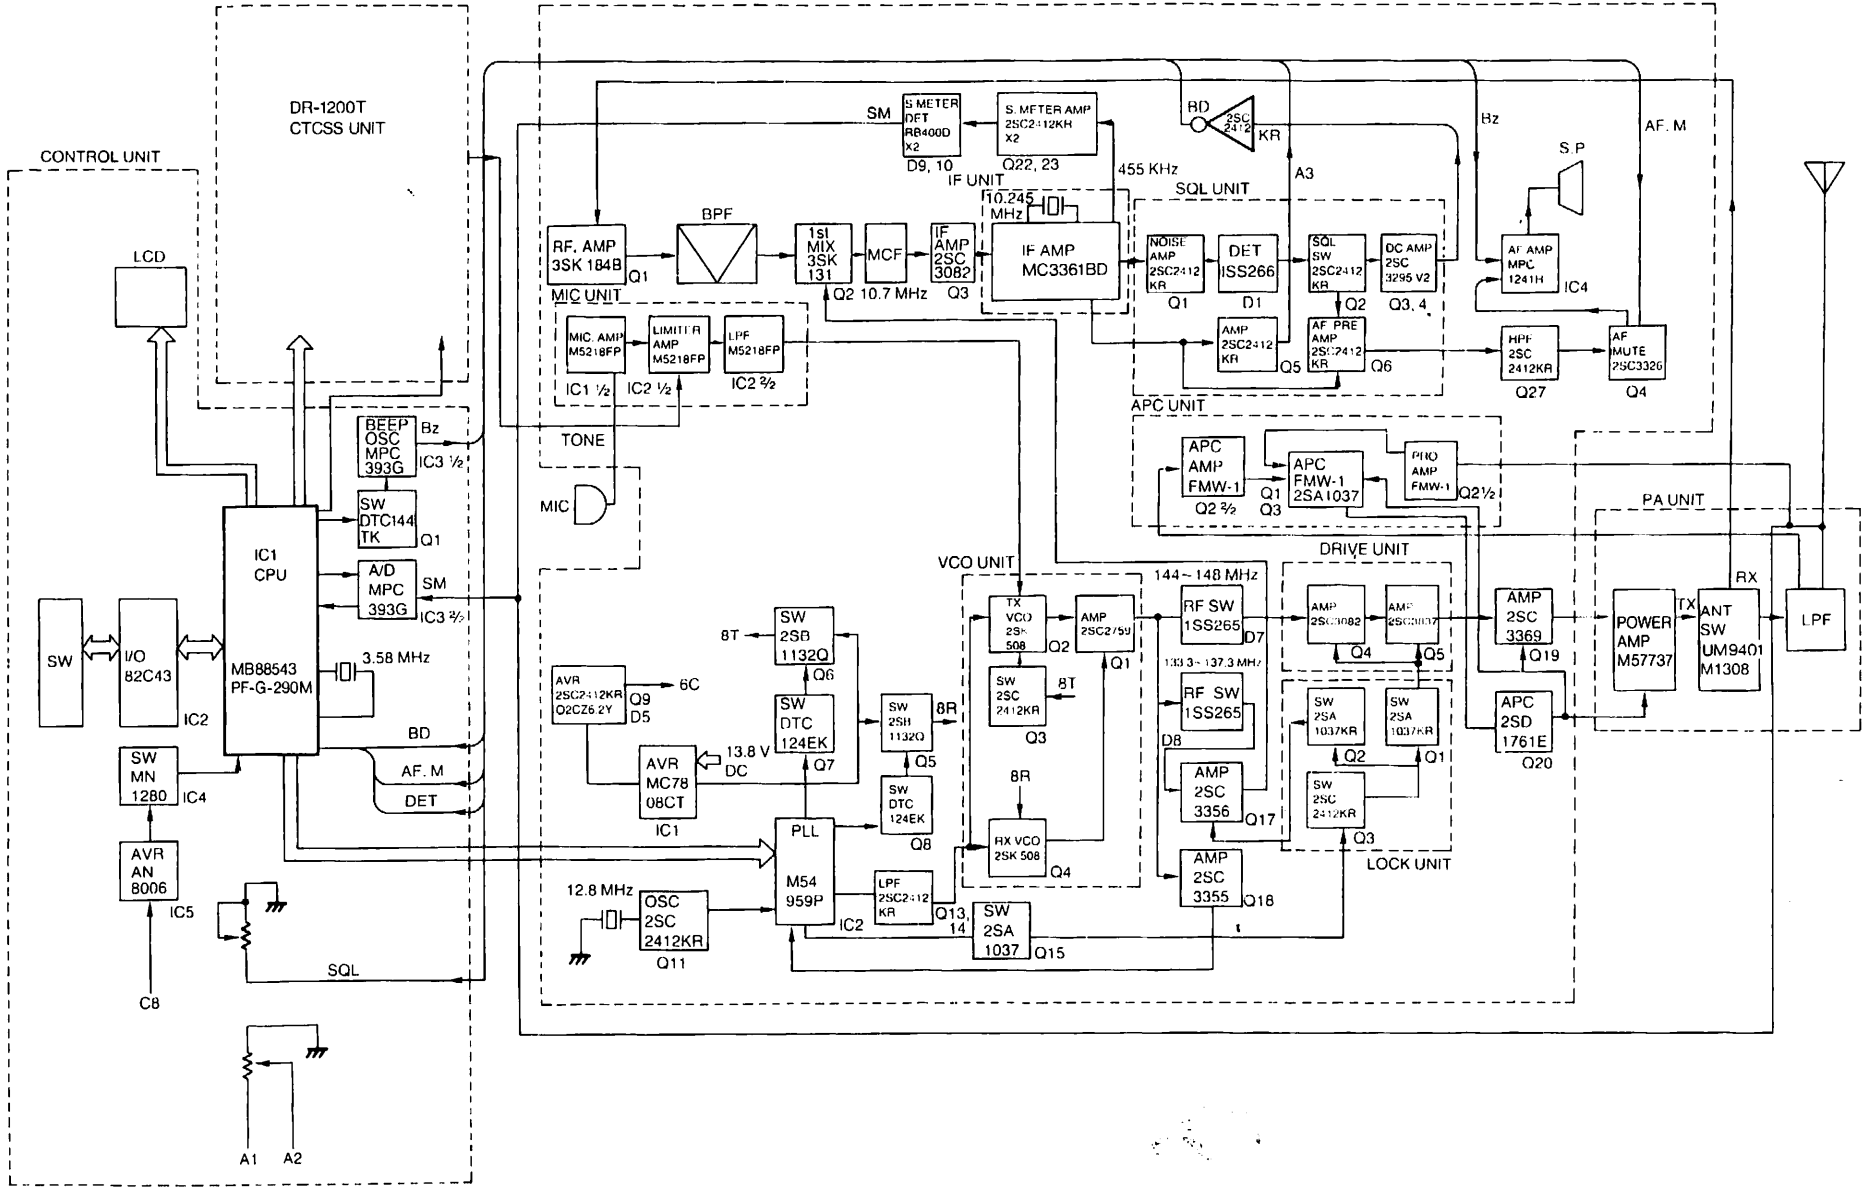 DR-1200T
CTCSS UNIT
CONTROL UNIT
LCD
SW
I/O
82C43
IC2
IC1
CPU
MB88543
PF-G-290M
3.58 MHz
BEEP
OSC
MPC
393G
Bz
IC3 ½
SW
DTC144
TK
Q1
A/D
MPC
393G
SM
IC3 2/2
BD
AF. M
DET
SW
MN
1280
IC4
AVR
AN
8006
IC5
C8
SQL
A1
A2
SM
S METER
DET
RB400D
X2
D9, 10
S. METER AMP
2SC2412KR
X2
Q22, 23
455 KHz
BD
2SC
2412
KR
A3
Bz
AF. M
S.P
IF UNIT
10.245
MHz
SQL UNIT
RF. AMP
3SK 184B
Q1
BPF
1st
MIX
3SK
131
Q2
MCF
10.7 MHz
IF
AMP
2SC
3082
Q3
IF AMP
MC3361BD
NOISE
AMP
2SC2412
KR
Q1
DET
ISS266
D1
SQL
SW
2SC2412
KR
Q2
DC AMP
2SC
3295 V2
Q3, 4
AMP
2SC2412
KR
Q5
AF PRE
AMP
2SC2412
KR
Q6
AF AMP
MPC
1241H
IC4
HPF
2SC
2412KR
Q27
AF
MUTE
2SC3326
Q4
MIC UNIT
MIC. AMP
M5218FP
IC1 ½
LIMITER
AMP
M5218FP
IC2 ½
LPF
M5218FP
IC2 2/2
TONE
MIC
APC UNIT
APC
AMP
FMW-1
Q2 2/2
Q1
Q3
APC
FMW-1
2SA1037
PRO
AMP
FMW-1
Q2½
PA UNIT
POWER
AMP
M57737
TX
RX
ANT
SW
UM9401
M1308
LPF
DRIVE UNIT
AMP
2SC3082
Q4
AMP
Q5
AMP
2SC
3369
Q19
APC
2SD
1761E
Q20
VCO UNIT
TX
VCO
2SK
508
Q2
AMP
2SC2759
Q1
SW
2SC
2412KR
Q3
8T
8R
RX VCO
2SK 508
Q4
144~148 MHz
RF SW
1SS265
D7
133.3~137.3 MHz
RF SW
1SS265
D8
AMP
2SC
3356
Q17
AMP
2SC
3355
Q18
SW
2SA
1037KR
Q2
SW
2SA
1037KR
Q1
SW
2SC
2412KR
Q3
LOCK UNIT
8T
SW
2SB
1132Q
Q6
SW
DTC
124EK
Q7
AVR
2SC2412KR
O2CZ6.2Y
Q9
D5
6C
AVR
MC78
08CT
IC1
13.8 V
DC
SW
2SB
1132Q
Q5
8R
SW
DTC
124EK
Q8
PLL
M54
959P
IC2
12.8 MHz
OSC
2SC
2412KR
Q11
LPF
2SC2412
KR
Q13,
14
SW
2SA
1037
Q15